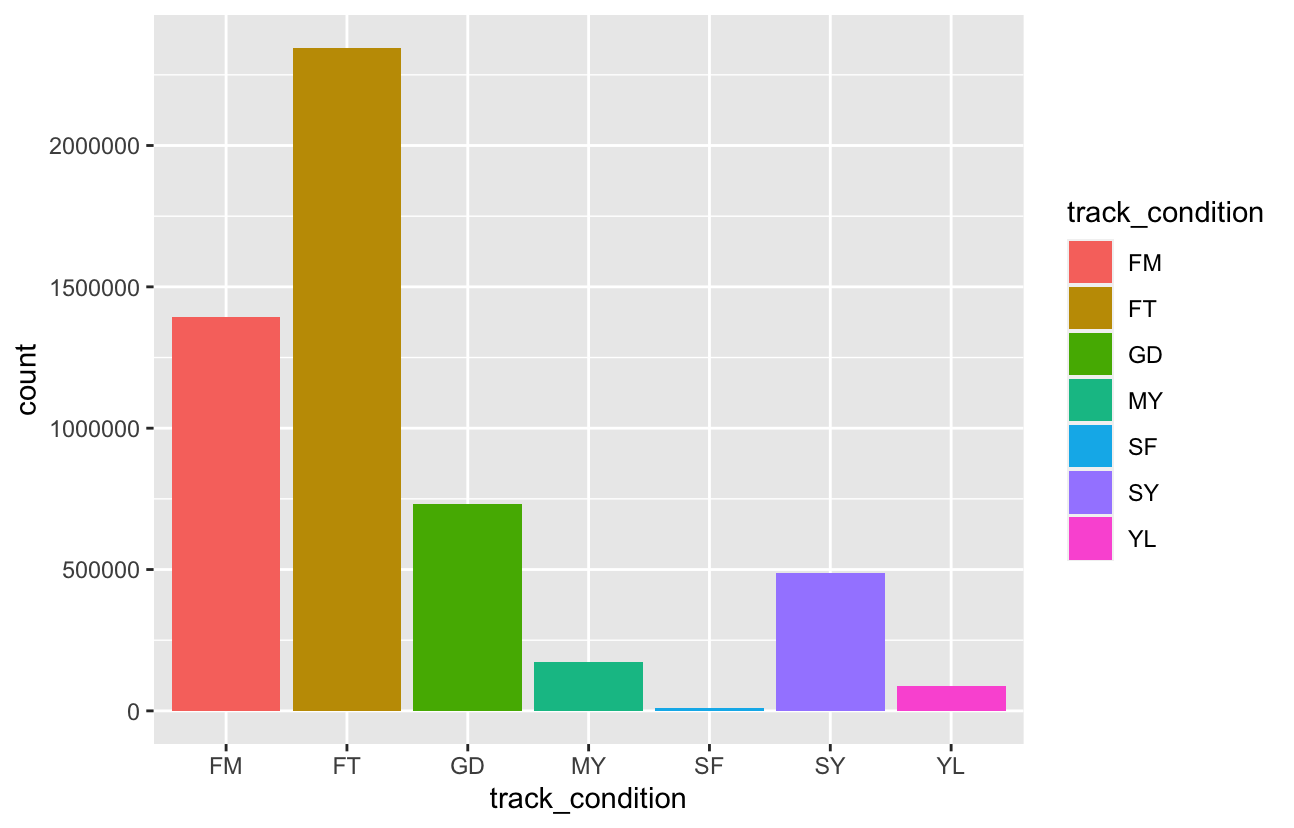 2000000
1500000
1000000
500000
0
count
FM FT GD MY SF SY YL
track_condition
track_condition
FM
FT
GD
MY
SF
SY
YL